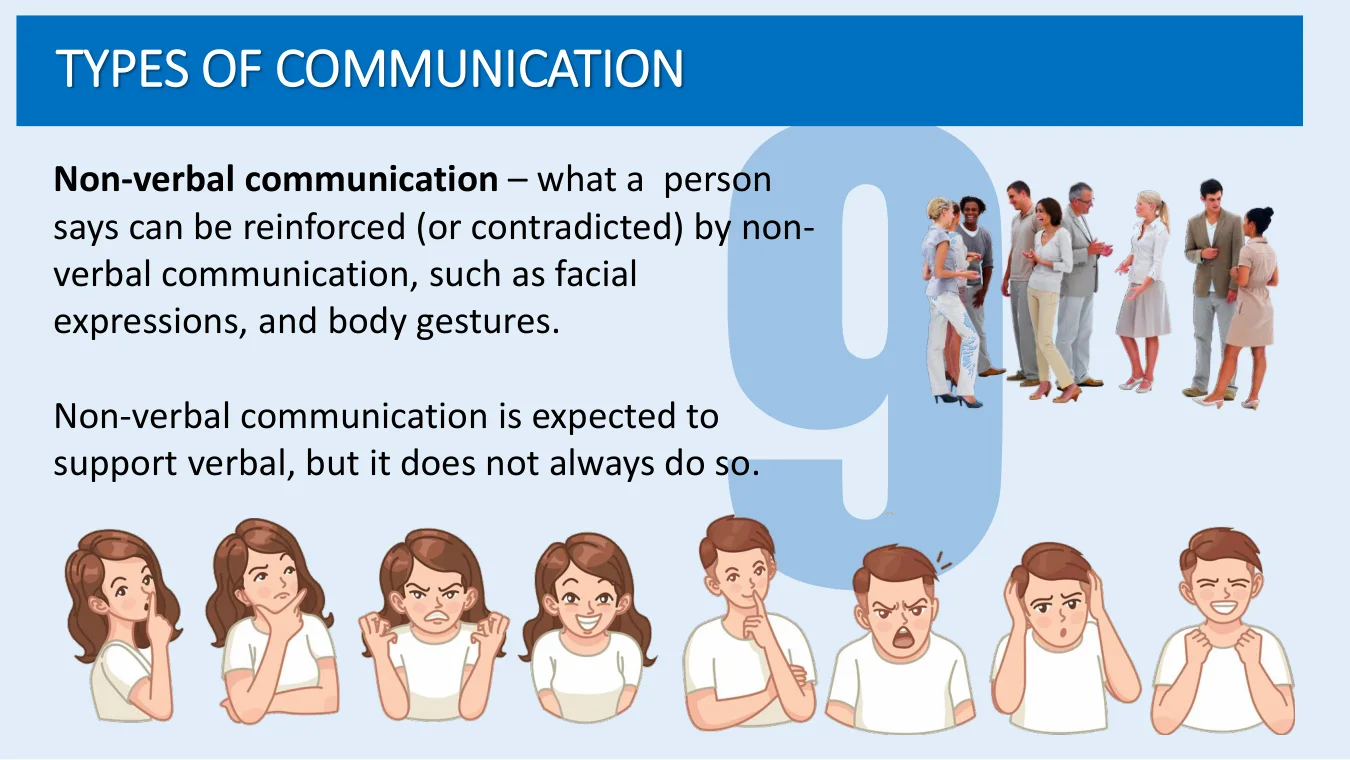 TYPES OF COMMUNICATION
Non-verbal communication – what a  person
says can be reinforced (or contradicted) by non-
verbal communication, such as facial
expressions, and body gestures.
Non-verbal communication is expected to
support verbal, but it does not always do so.
9